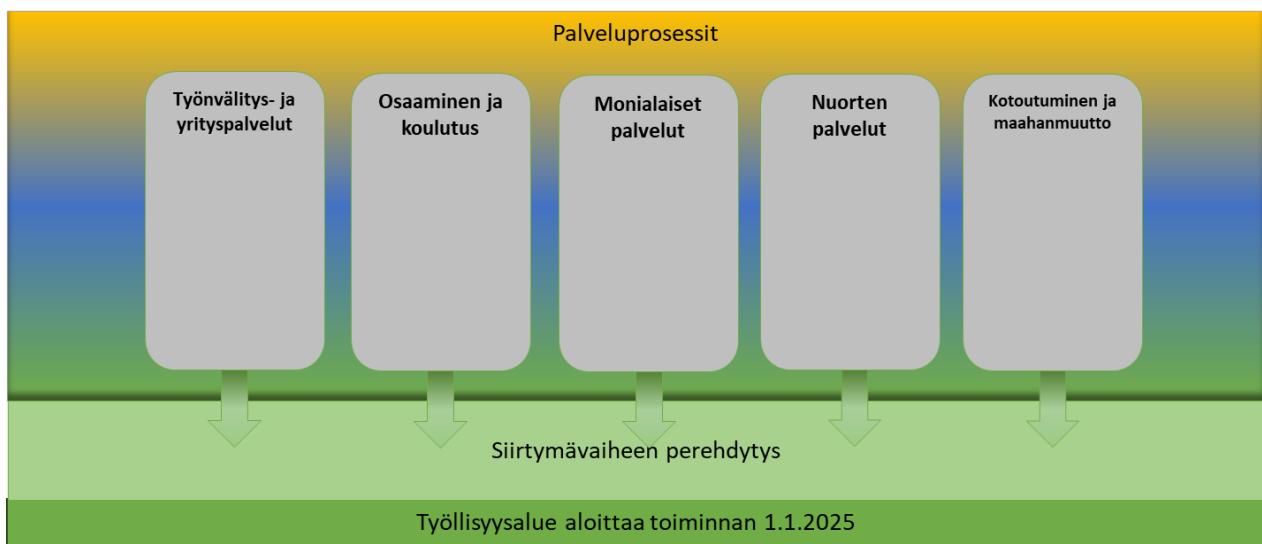 Palveluprosessit
Työnvälitys- ja
yrityspalvelut
Osaaminen ja
koulutus
Monialaiset
palvelut
Nuorten
palvelut
Kotoutuminen ja
maahanmuutto
Siirtymävaiheen perehdytys
Työllisyysalue aloittaa toiminnan 1.1.2025